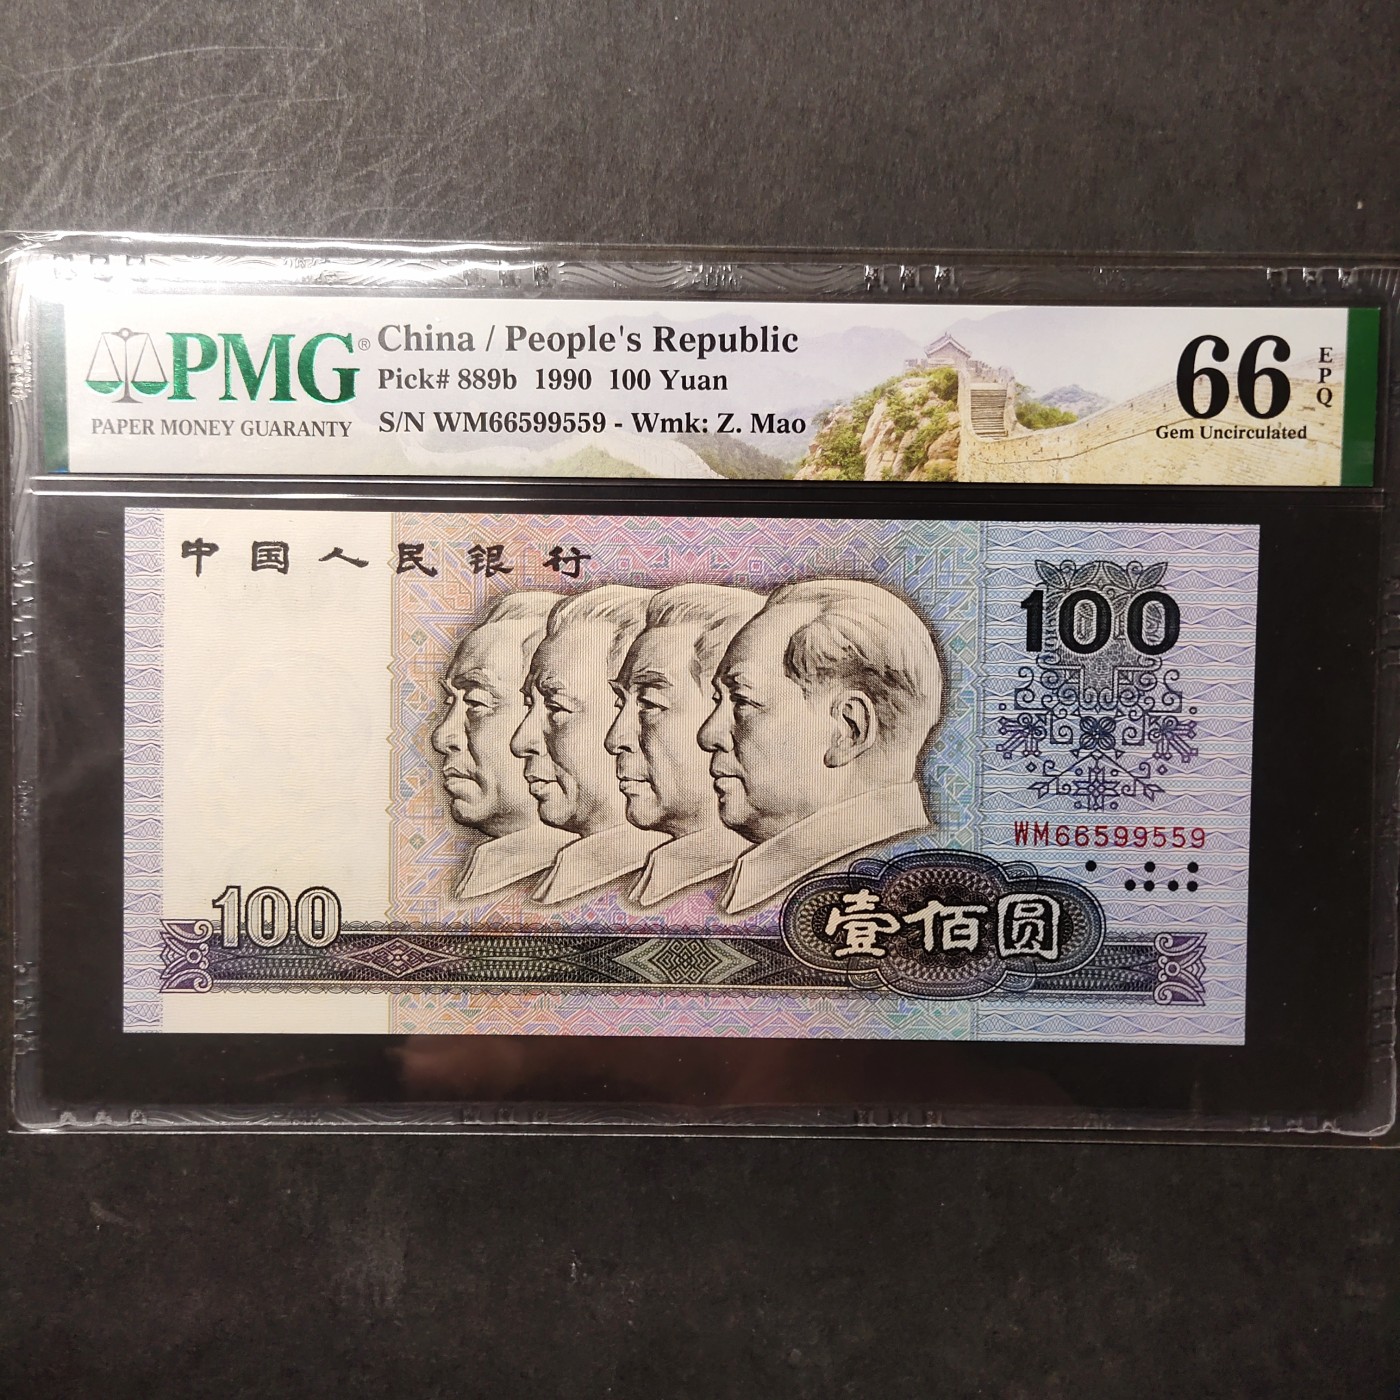 PMG®
PAPER MONEY GUARANTY
China / People's Republic
Pick# 889b 1990 100 Yuan
S/N WM66599559 - Wmk: Z. Mao
66
EPQ
Gem Uncirculated
中国人民银行
100
WM66599559
100
壹佰圆